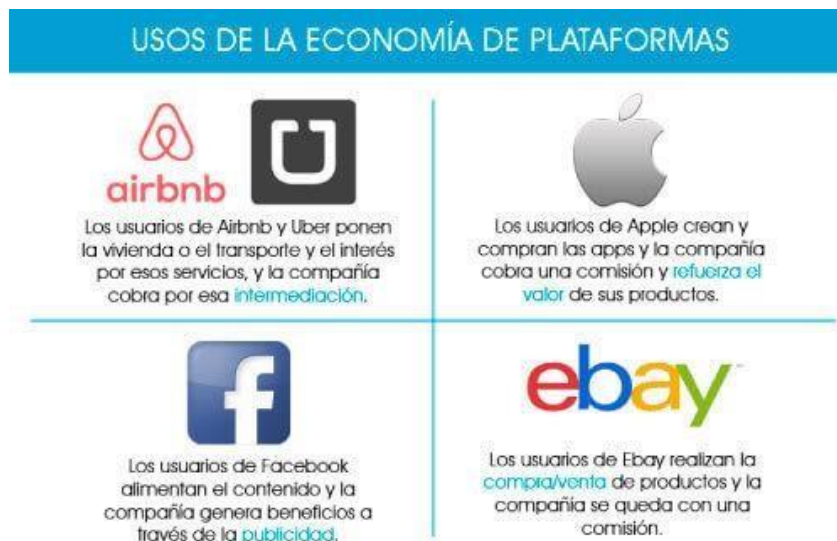 USOS DE LA ECONOMÍA DE PLATAFORMAS
airbnb
Los usuarios de Airbnb y Uber ponen
la vivienda o el transporte y el interés
por esos servicios, y la compañía
cobra por esa intermediación.
Los usuarios de Apple crean y
compran las apps y la compañía
cobra una comisión y refuerza el
valor de sus productos.
f
Los usuarios de Facebook
alimentan el contenido y la
compañía genera beneficios a
través de la publicidad.
ebay
Los usuarios de Ebay realizan la
compra/venta de productos y la
compañía se queda con una
comisión.